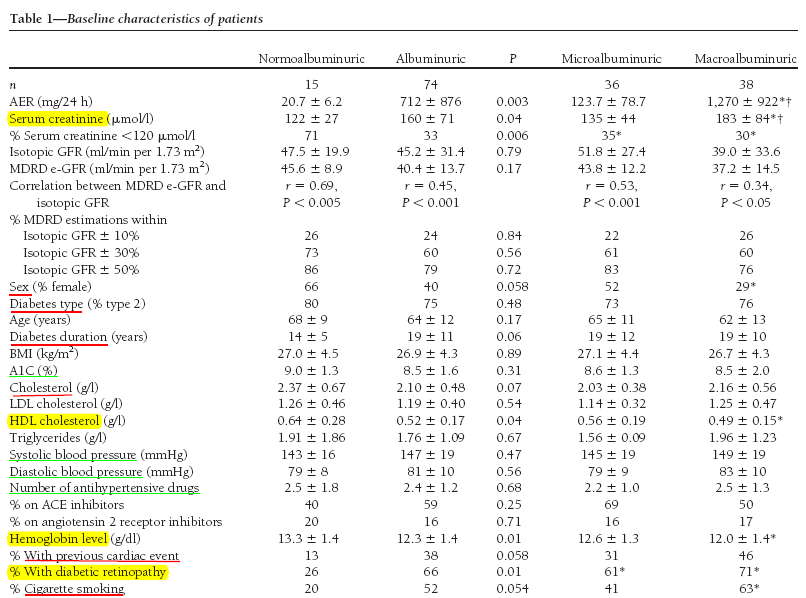 Table 1—Baseline characteristics of patients
Normoalbuminuric Albuminuric P Microalbuminuric Macroalbuminuric
n 15 74 36 38
AER (mg/24 h) 20.7 ± 6.2 712 ± 876 0.003 123.7 ± 78.7 1,270 ± 922*†
Serum creatinine (μmol/l) 122 ± 27 160 ± 71 0.04 135 ± 44 183 ± 84*†
% Serum creatinine <120 μmol/l 71 33 0.006 35* 30*
Isotopic GFR (ml/min per 1.73 m²) 47.5 ± 19.9 45.2 ± 31.4 0.79 51.8 ± 27.4 39.0 ± 33.6
MDRD e-GFR (ml/min per 1.73 m²) 45.6 ± 8.9 40.4 ± 13.7 0.17 43.8 ± 12.2 37.2 ± 14.5
Correlation between MDRD e-GFR and r = 0.69, r = 0.45, r = 0.53, r = 0.34,
isotopic GFR P < 0.005 P < 0.001 P < 0.001 P < 0.05
% MDRD estimations within
Isotopic GFR ± 10% 26 24 0.84 22 26
Isotopic GFR ± 30% 73 60 0.56 61 60
Isotopic GFR ± 50% 86 79 0.72 83 76
Sex (% female) 66 40 0.058 52 29*
Diabetes type (% type 2) 80 75 0.48 73 76
Age (years) 68 ± 9 64 ± 12 0.17 65 ± 11 62 ± 13
Diabetes duration (years) 14 ± 5 19 ± 11 0.06 19 ± 12 19 ± 10
BMI (kg/m²) 27.0 ± 4.5 26.9 ± 4.3 0.89 27.1 ± 4.4 26.7 ± 4.3
A1C (%) 9.0 ± 1.3 8.5 ± 1.6 0.31 8.6 ± 1.3 8.5 ± 2.0
Cholesterol (g/l) 2.37 ± 0.67 2.10 ± 0.48 0.07 2.03 ± 0.38 2.16 ± 0.56
LDL cholesterol (g/l) 1.26 ± 0.46 1.19 ± 0.40 0.54 1.14 ± 0.32 1.25 ± 0.47
HDL cholesterol (g/l) 0.64 ± 0.28 0.52 ± 0.17 0.04 0.56 ± 0.19 0.49 ± 0.15*
Triglycerides (g/l) 1.91 ± 1.86 1.76 ± 1.09 0.67 1.56 ± 0.09 1.96 ± 1.23
Systolic blood pressure (mmHg) 143 ± 16 147 ± 19 0.47 145 ± 19 149 ± 19
Diastolic blood pressure (mmHg) 79 ± 8 81 ± 10 0.56 79 ± 9 83 ± 10
Number of antihypertensive drugs 2.5 ± 1.8 2.4 ± 1.2 0.68 2.2 ± 1.0 2.5 ± 1.3
% on ACE inhibitors 40 59 0.25 69 50
% on angiotensin 2 receptor inhibitors 20 16 0.71 16 17
Hemoglobin level (g/dl) 13.3 ± 1.4 12.3 ± 1.4 0.01 12.6 ± 1.3 12.0 ± 1.4*
% With previous cardiac event 13 38 0.058 31 46
% With diabetic retinopathy 26 66 0.01 61* 71*
% Cigarette smoking 20 52 0.054 41 63*